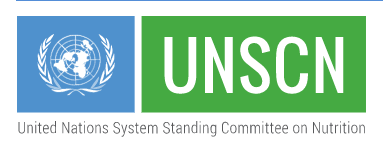 UNSCN
United Nations System Standing Committee on Nutrition